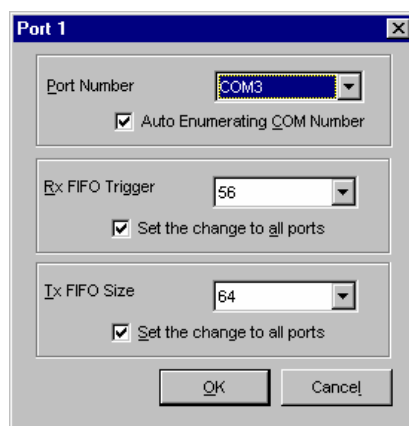 Port 1
Port Number COM3
Auto Enumerating COM Number
Rx FIFO Trigger 56
Set the change to all ports
Tx FIFO Size 64
Set the change to all ports
OK Cancel